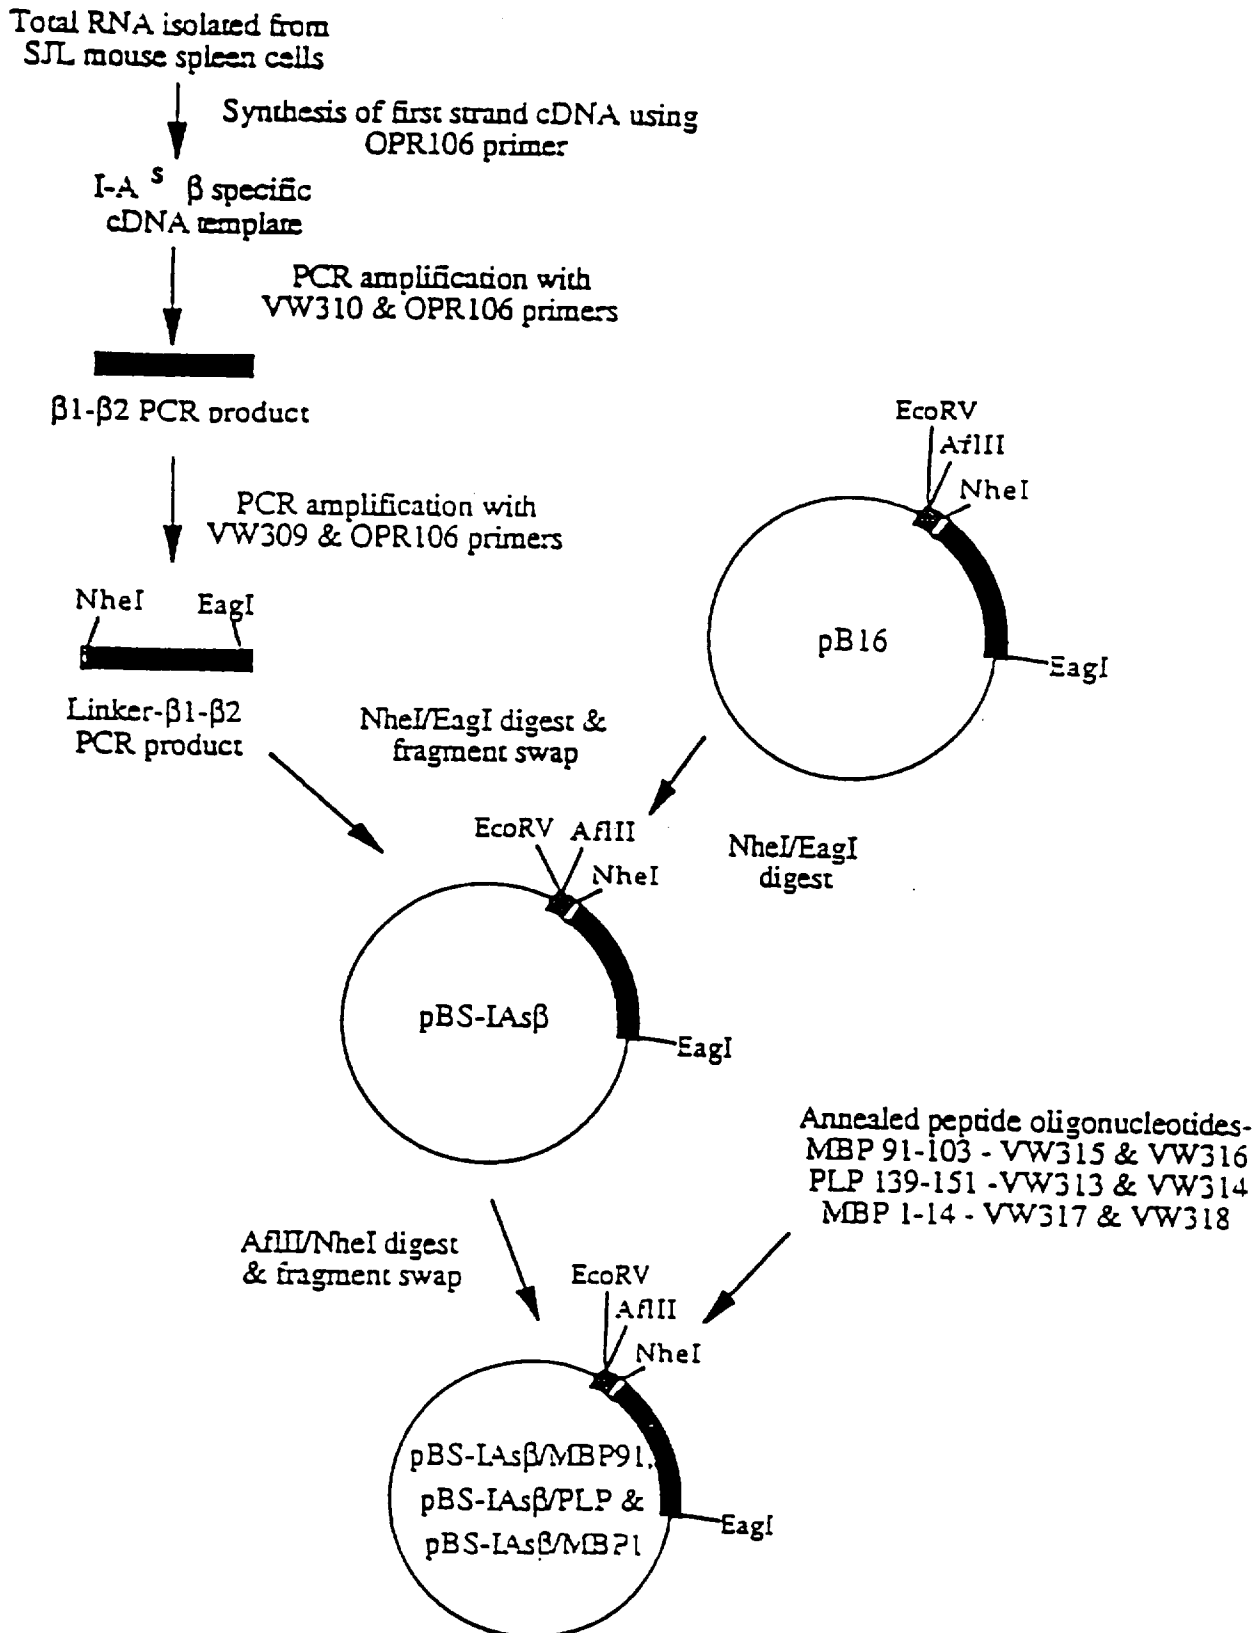 Total RNA isolated from
SJL mouse spleen cells
Synthesis of first strand cDNA using
OPR106 primer
I-A s β specific
cDNA template
PCR amplification with
VW310 & OPR106 primers
β1-β2 PCR product
PCR amplification with
VW309 & OPR106 primers
NheI EagI
Linker-β1-β2
PCR product
EcoRV
AflII
NheI
pB16
EagI
NheI/EagI digest &
fragment swap
NheI/EagI
digest
EcoRV AflII
NheI
pBS-IAsβ
EagI
Annealed peptide oligonucleotides-
MBP 91-103 - VW315 & VW316
PLP 139-151 -VW313 & VW314
MBP 1-14 - VW317 & VW318
AflII/NheI digest
& fragment swap
EcoRV
AflII
NheI
pBS-IAsβ/MBP91,
pBS-IAsβ/PLP &
pBS-IAsβ/MBP1
EagI